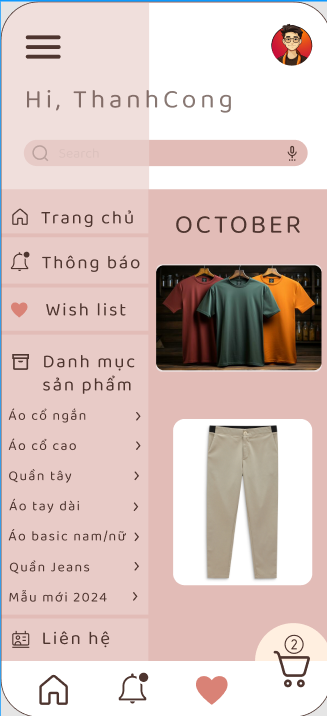 Hi, ThanhCong
Search
Trang chủ
OCTOBER
Thông báo
Wish list
Danh mục
sản phẩm
Áo cổ ngắn
Áo cổ cao
Quần tây
Áo tay dài
Áo basic nam/nữ
Quần Jeans
Mẫu mới 2024
Liên hệ
2